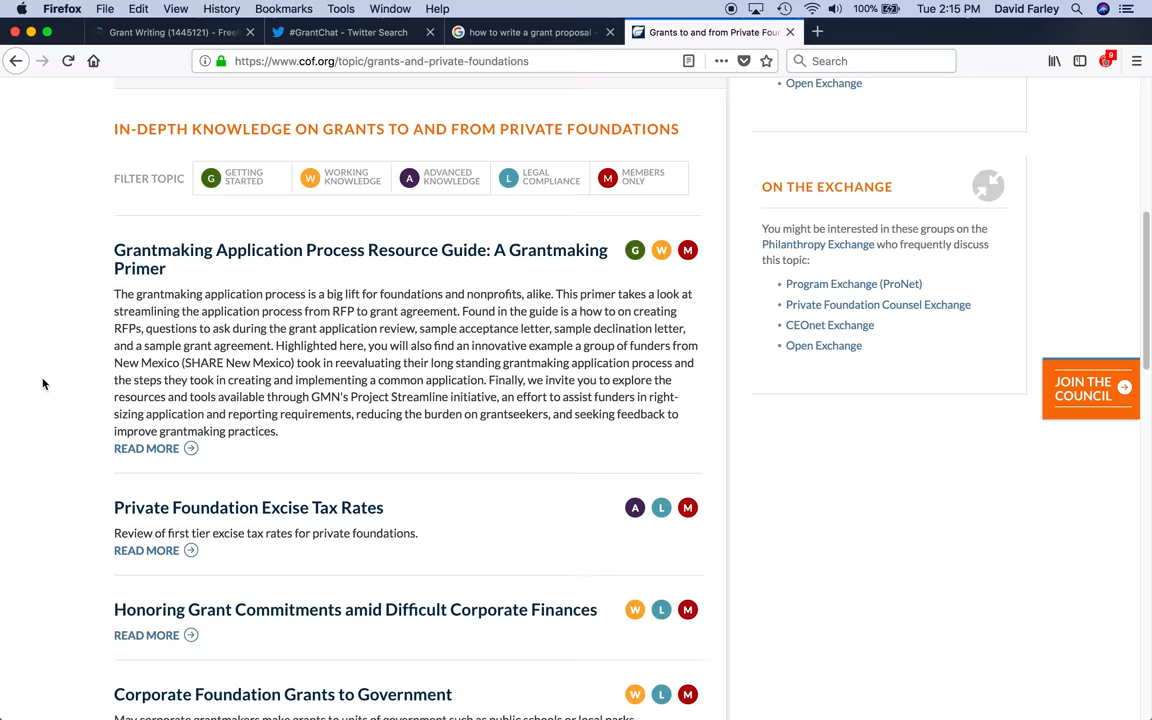 Firefox File Edit View History Bookmarks Tools Window Help 100% Tue 2:15 PM David Farley
Grant Writing (1445121) - Free
#GrantChat - Twitter Search
how to write a grant proposal -
Grants to and from Private Foun
https://www.cof.org/topic/grants-and-private-foundations
Search
9
Open Exchange
IN-DEPTH KNOWLEDGE ON GRANTS TO AND FROM PRIVATE FOUNDATIONS
FILTER TOPIC
G GETTING
STARTED
W WORKING
KNOWLEDGE
A ADVANCED
KNOWLEDGE
L LEGAL
COMPLIANCE
M MEMBERS
ONLY
Grantmaking Application Process Resource Guide: A Grantmaking
Primer
G W M
The grantmaking application process is a big lift for foundations and nonprofits, alike. This primer takes a look at
streamlining the application process from RFP to grant agreement. Found in the guide is a how to on creating
RFPs, questions to ask during the grant application review, sample acceptance letter, sample declination letter,
and a sample grant agreement. Highlighted here, you will also find an innovative example a group of funders from
New Mexico (SHARE New Mexico) took in reevaluating their long standing grantmaking application process and
the steps they took in creating and implementing a common application. Finally, we invite you to explore the
resources and tools available through GMN's Project Streamline initiative, an effort to assist funders in right-
sizing application and reporting requirements, reducing the burden on grantseekers, and seeking feedback to
improve grantmaking practices.
READ MORE
Private Foundation Excise Tax Rates
A L M
Review of first tier excise tax rates for private foundations.
READ MORE
Honoring Grant Commitments amid Difficult Corporate Finances
W L M
READ MORE
Corporate Foundation Grants to Government
W L M
May corporate grantmakers make grants to units of government such as public schools or local parks
ON THE EXCHANGE
You might be interested in these groups on the
Philanthropy Exchange who frequently discuss
this topic:
Program Exchange (ProNet)
Private Foundation Counsel Exchange
CEOnet Exchange
Open Exchange
JOIN THE
COUNCIL